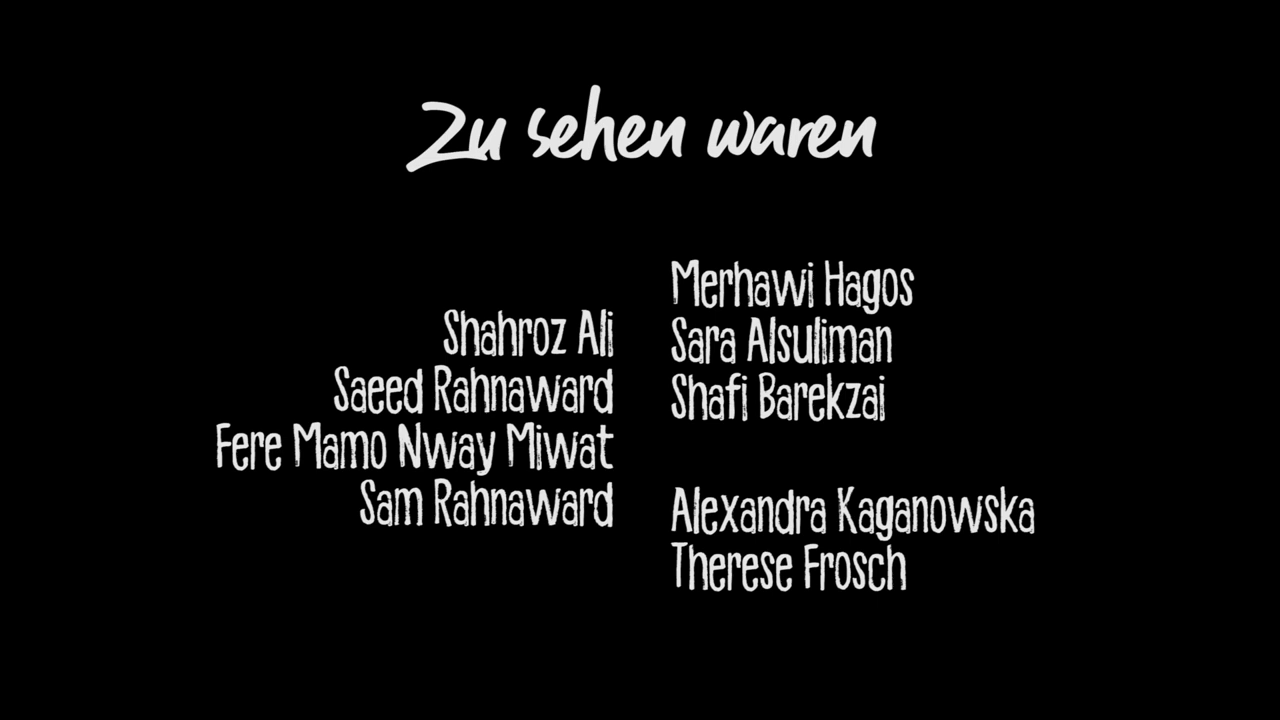 Zu sehen waren
Shahroz Ali
Saeed Rahnaward
Fere Mamo Nway Miwat
Sam Rahnaward
Merhawi Hagos
Sara Alsuliman
Shafi Barekzai
Alexandra Kaganowska
Therese Frosch